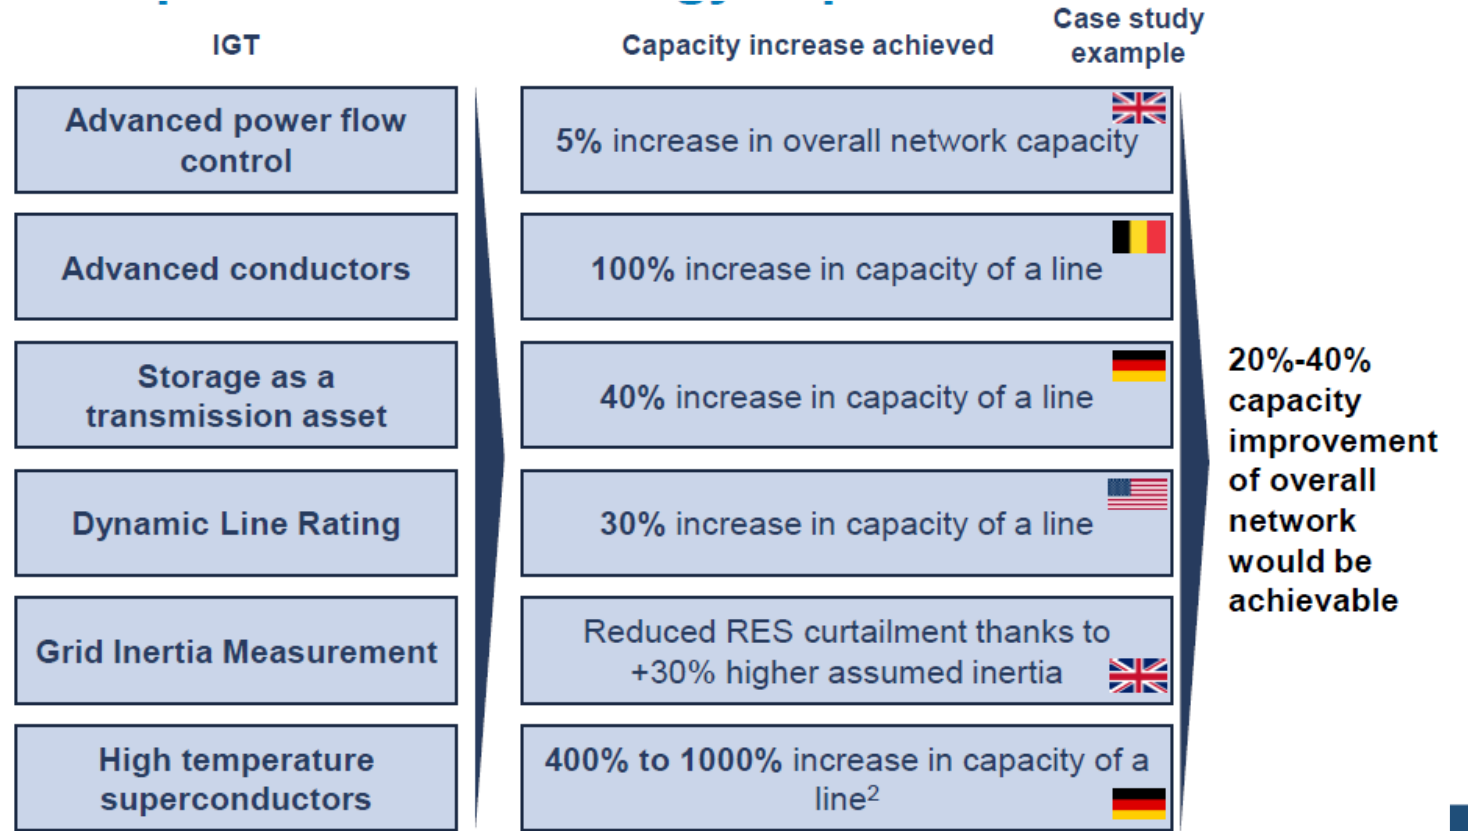 IGT
Capacity increase achieved
Case study
example
Advanced power flow
control
5% increase in overall network capacity
Advanced conductors
100% increase in capacity of a line
Storage as a
transmission asset
40% increase in capacity of a line
Dynamic Line Rating
30% increase in capacity of a line
Grid Inertia Measurement
Reduced RES curtailment thanks to
+30% higher assumed inertia
High temperature
superconductors
400% to 1000% increase in capacity of a
line2
20%-40%
capacity
improvement
of overall
network
would be
achievable